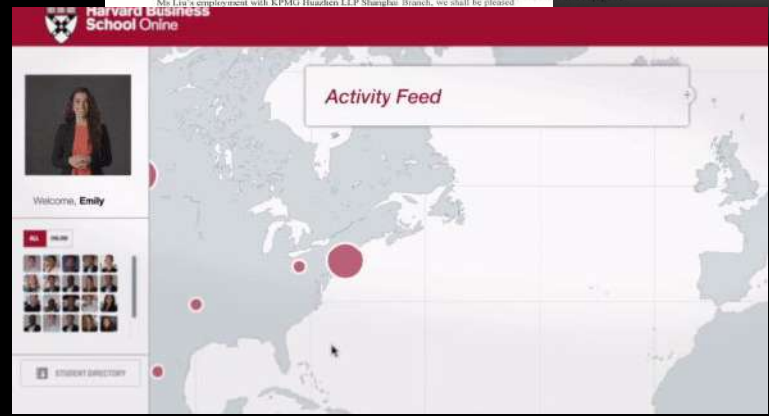 Ms Liu's employment with KPMG Huazhen LLP Shanghai Branch, we shall be pleased
Harvard Business
School Online
Activity Feed
+
Welcome, Emily
ALL
ONLINE
STUDENT DIRECTORY